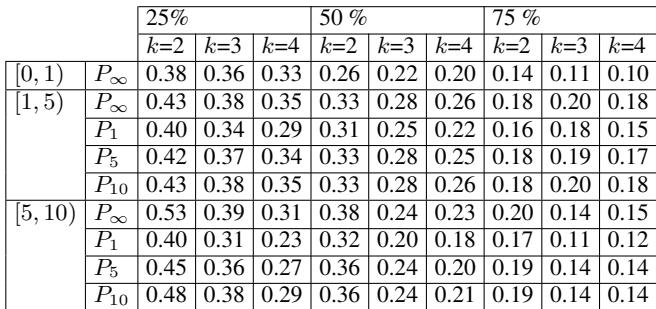 25% 50 % 75 %
k=2 k=3 k=4 k=2 k=3 k=4 k=2 k=3 k=4
[0, 1) P∞ 0.38 0.36 0.33 0.26 0.22 0.20 0.14 0.11 0.10
[1, 5) P∞ 0.43 0.38 0.35 0.33 0.28 0.26 0.18 0.20 0.18
P1 0.40 0.34 0.29 0.31 0.25 0.22 0.16 0.18 0.15
P5 0.42 0.37 0.34 0.33 0.28 0.25 0.18 0.19 0.17
P10 0.43 0.38 0.35 0.33 0.28 0.26 0.18 0.20 0.18
[5, 10) P∞ 0.53 0.39 0.31 0.38 0.24 0.23 0.20 0.14 0.15
P1 0.40 0.31 0.23 0.32 0.20 0.18 0.17 0.11 0.12
P5 0.45 0.36 0.27 0.36 0.24 0.20 0.19 0.14 0.14
P10 0.48 0.38 0.29 0.36 0.24 0.21 0.19 0.14 0.14